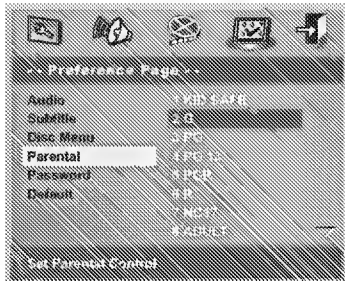 - - Preference Page - -
Audio
Subtitle
Disc Menu
Parental
Password
Default
1 KID SAFE
2 G
3 PG
4 PG 13
5 PGR
6 R
7 NC17
8 ADULT
Set Parental Control